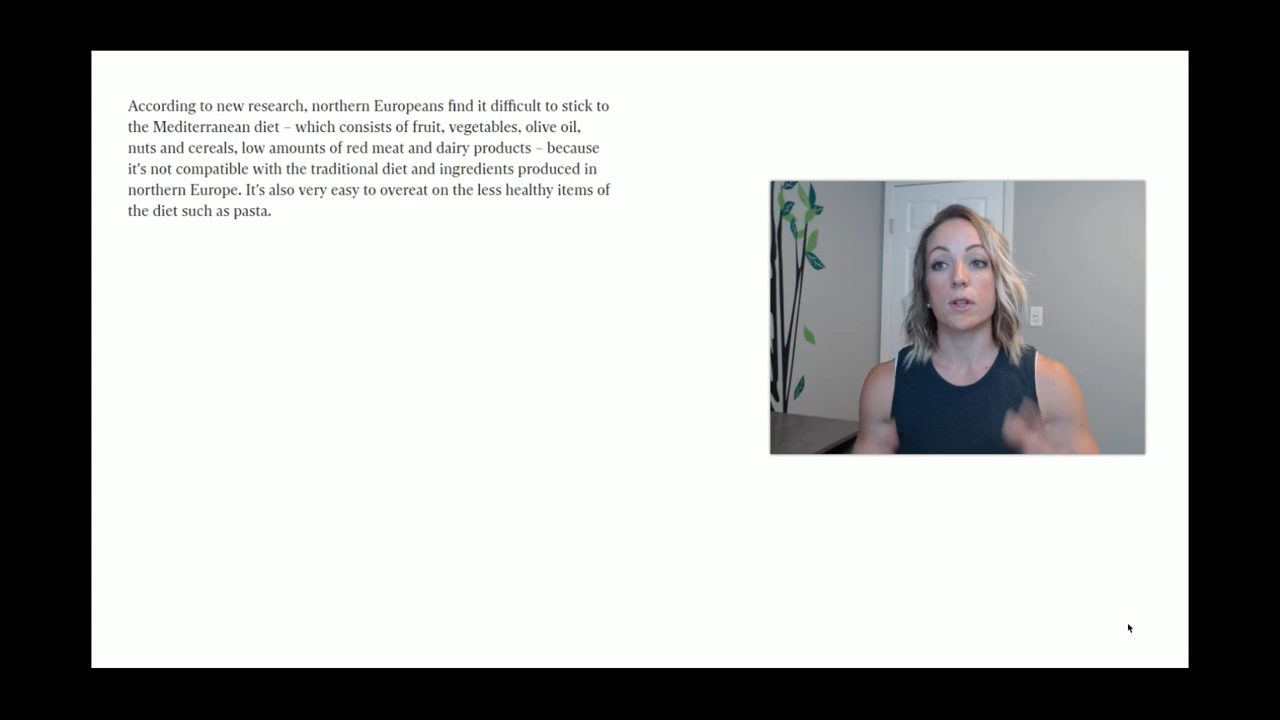 According to new research, northern Europeans find it difficult to stick to
the Mediterranean diet – which consists of fruit, vegetables, olive oil,
nuts and cereals, low amounts of red meat and dairy products – because
it's not compatible with the traditional diet and ingredients produced in
northern Europe. It's also very easy to overeat on the less healthy items of
the diet such as pasta.